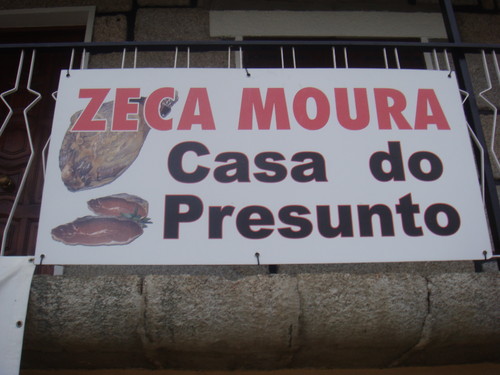 ZECA MOURA
Casa do
Presunto